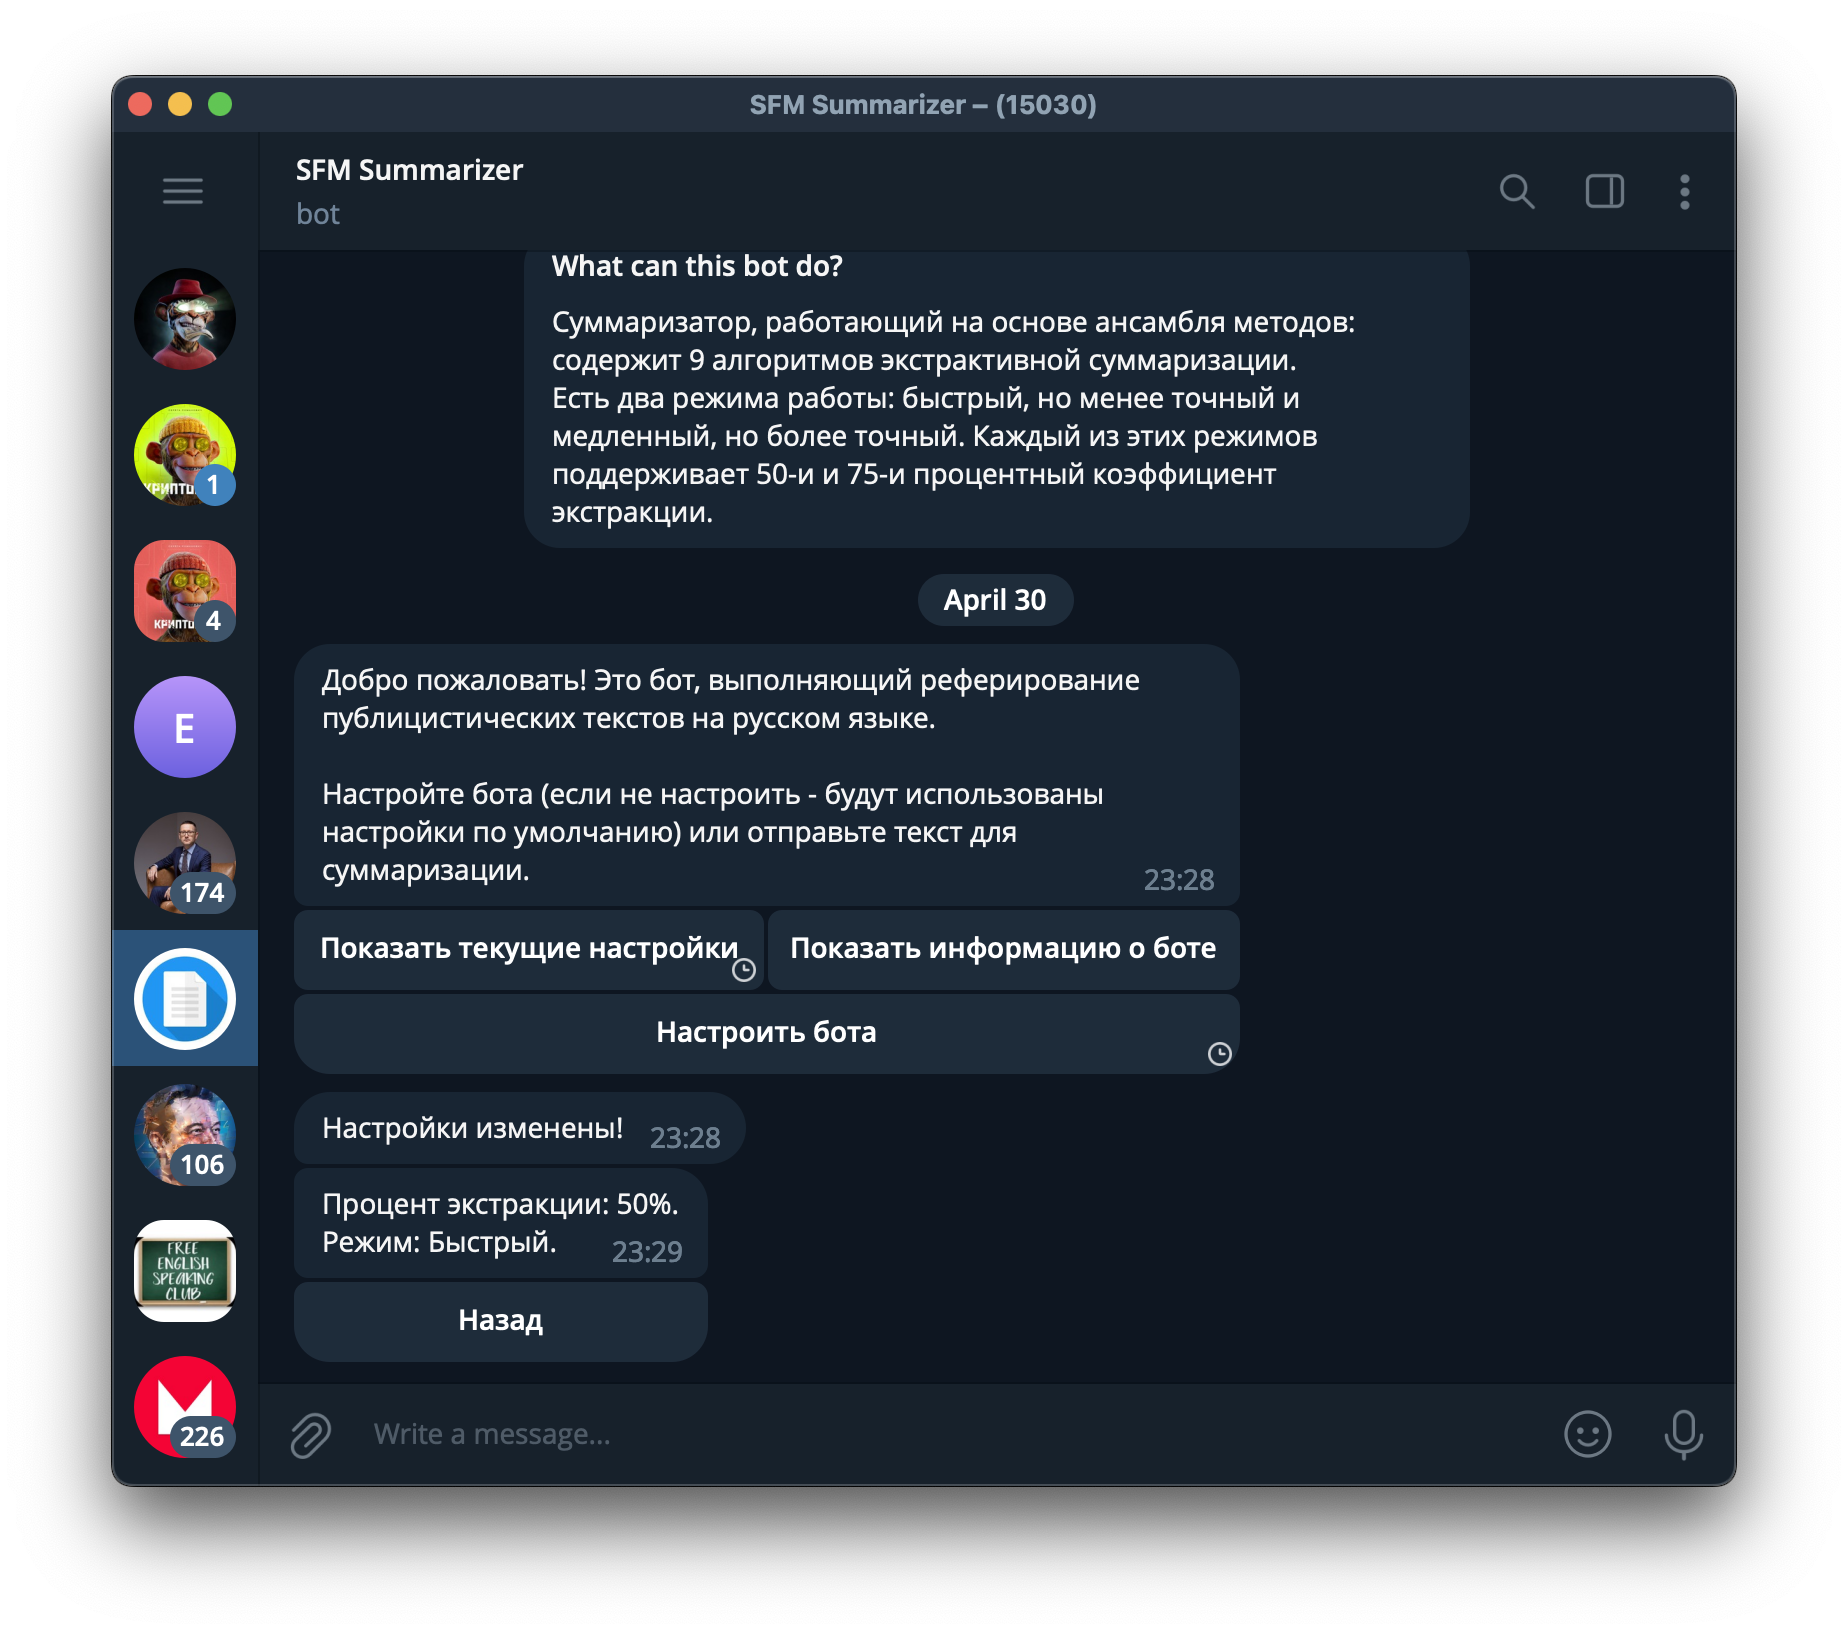 SFM Summarizer – (15030)
SFM Summarizer
bot
What can this bot do?
Суммаризатор, работающий на основе ансамбля методов:
содержит 9 алгоритмов экстрактивной суммаризации.
Есть два режима работы: быстрый, но менее точный и
медленный, но более точный. Каждый из этих режимов
поддерживает 50-и и 75-и процентный коэффициент
экстракции.
April 30
Добро пожаловать! Это бот, выполняющий реферирование
публицистических текстов на русском языке.
Настройте бота (если не настроить - будут использованы
настройки по умолчанию) или отправьте текст для
суммаризации.
23:28
Показать текущие настройки
Показать информацию о боте
Настроить бота
Настройки изменены!
23:28
Процент экстракции: 50%.
Режим: Быстрый.
23:29
Назад
Write a message...
1
4
E
174
106
FREE
ENGLISH
SPEAKING
CLUB
M
226